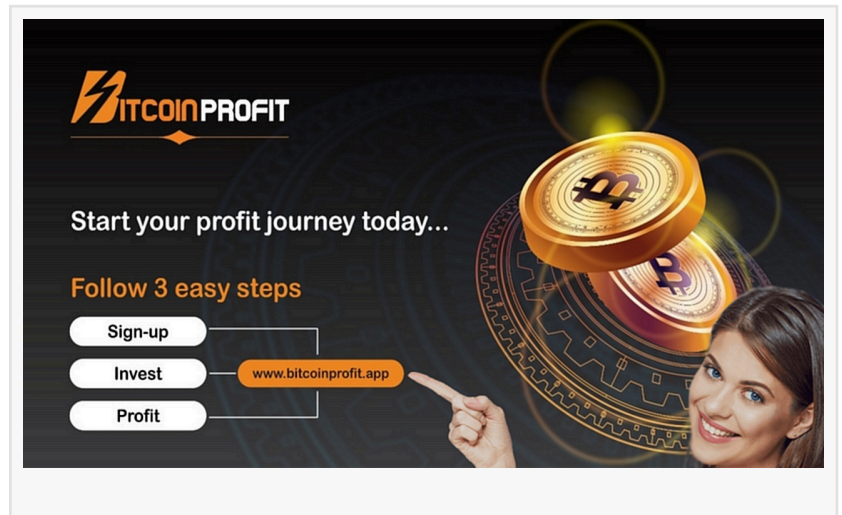 BITCOINPROFIT
Start your profit journey today...
Follow 3 easy steps
Sign-up
Invest
www.bitcoinprofit.app
Profit